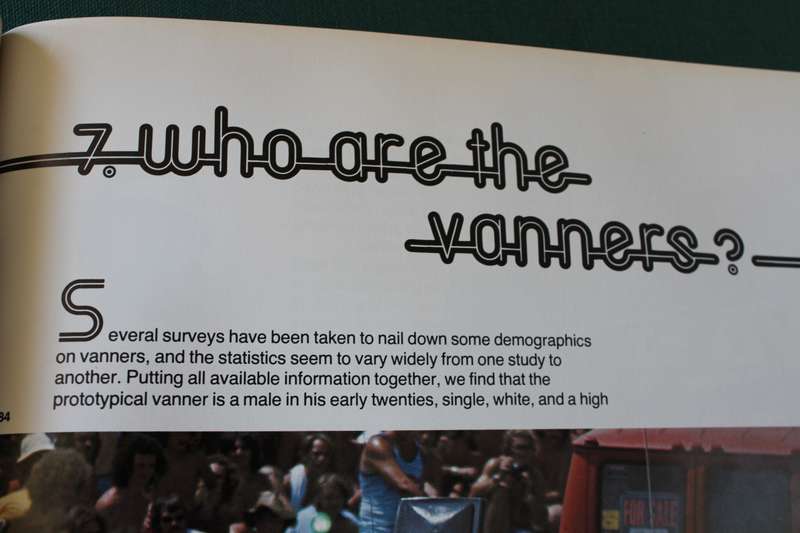 7. who are the
vanners?
Several surveys have been taken to nail down some demographics
on vanners, and the statistics seem to vary widely from one study to
another. Putting all available information together, we find that the
prototypical vanner is a male in his early twenties, single, white, and a high
FOR SALE